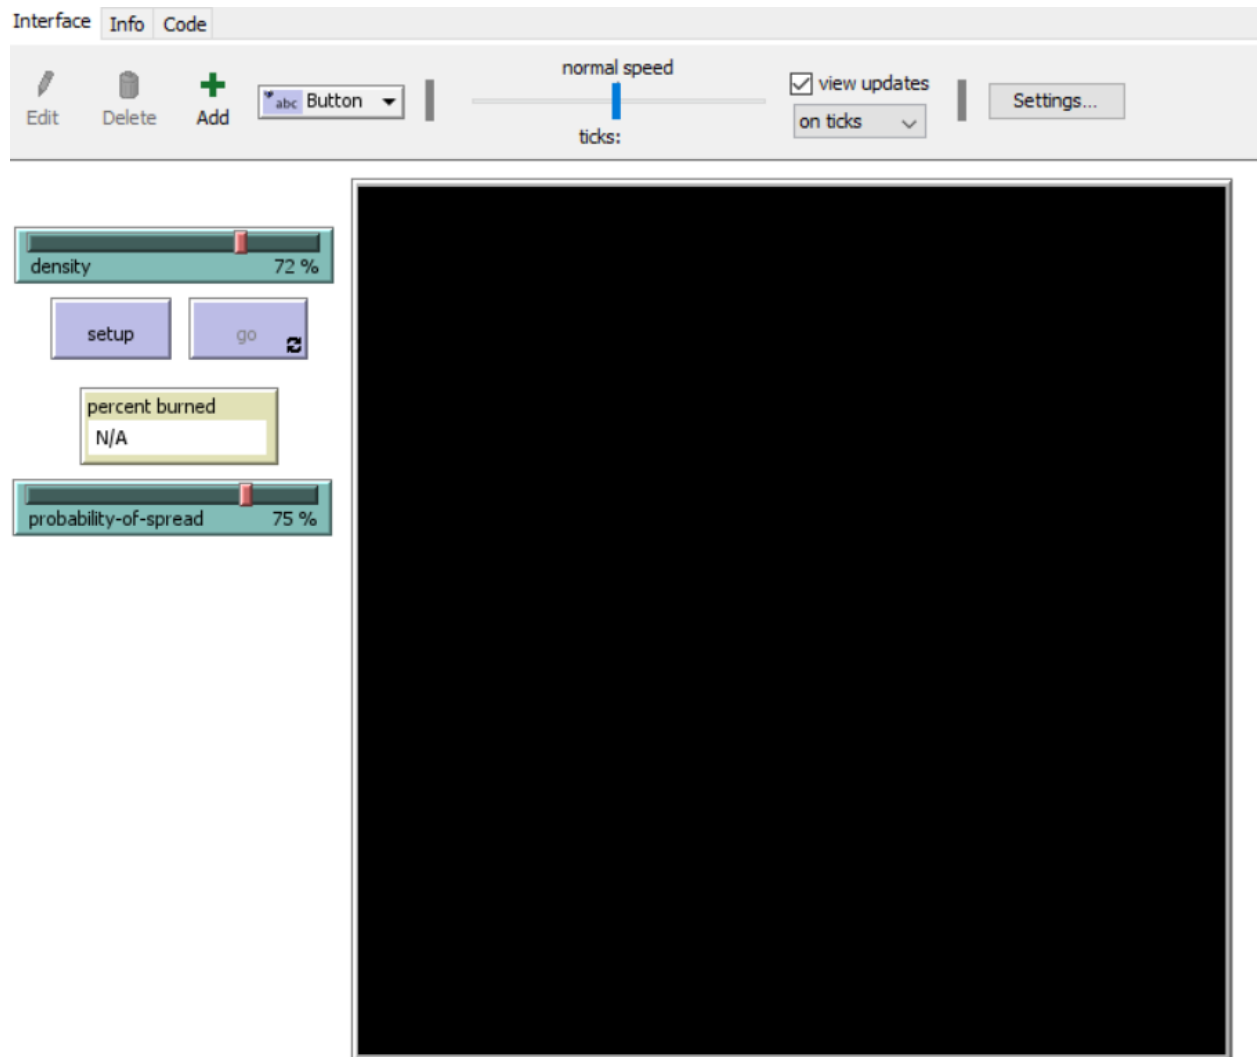 Interface Info Code
normal speed
view updates
Edit Delete Add abc Button
on ticks
Settings...
ticks:
density 72 %
setup go
percent burned
N/A
probability-of-spread 75 %